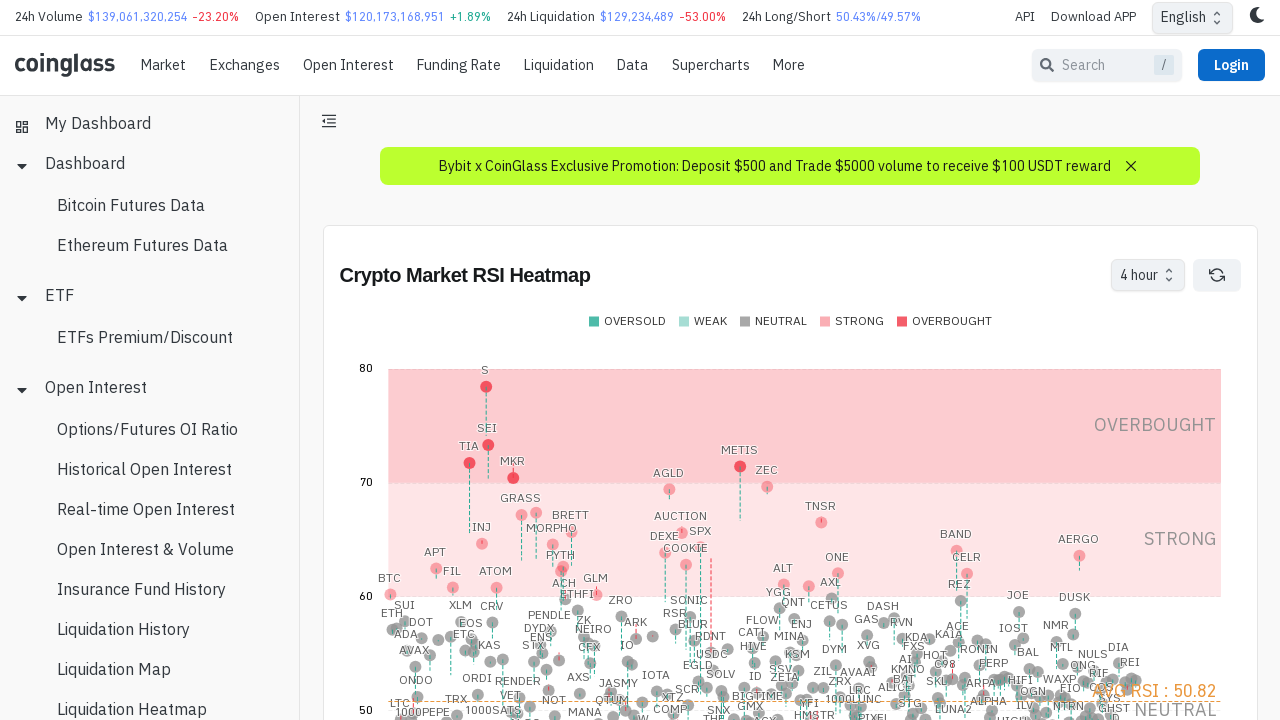 24h Volume $139,061,320,254 -23.20% Open Interest $120,173,168,951 +1.89% 24h Liquidation $129,234,489 -53.00% 24h Long/Short 50.43%/49.57% API Download APP English
coinglass Market Exchanges Open Interest Funding Rate Liquidation Data Supercharts More Search / Login
My Dashboard
Dashboard
Bitcoin Futures Data
Ethereum Futures Data
ETF
ETFs Premium/Discount
Open Interest
Options/Futures OI Ratio
Historical Open Interest
Real-time Open Interest
Open Interest & Volume
Insurance Fund History
Liquidation History
Liquidation Map
Liquidation Heatmap
Bybit x CoinGlass Exclusive Promotion: Deposit $500 and Trade $5000 volume to receive $100 USDT reward
Crypto Market RSI Heatmap 4 hour
OVERSOLD WEAK NEUTRAL STRONG OVERBOUGHT
80
S
OVERBOUGHT
SEI
TIA METIS
MKR
AGLD ZEC
70
GRASS
TNSR
MORPHO BRETT AUCTION
INJ SPX
DEXE BAND
STRONG
AERGO
APT PYTH COOKIE ONE CELR
FIL ATOM ALT
BTC ACH GLM AXL REZ
60
ETHFI YGG JOE DUSK
SUI XLM CRV ZRO SONIC QNT CETUS DASH
ETH PENDLE RSR
DOT EOS ZK ARK BLUR FLOW ENJ GAS RVN ACE IOST NMR
ADA ETC DYDX NEIRO RDNT CATI MINA KDA KAIA
ENS
AVAX KAS STX CFX USDC HIVE KSM DYM XVG FXS RONIN BAL MTL DIA
HOT NULS
EGLD SSV AI C98 FERP ONG REI
ONDO ORDI RENDER AXS IO IOTA SOLV ID ZETA ZIL AVAAI KMNO WAXP RIF
BAT SKL ARPA HIFI
JASMY SCR ZRX ALICE FIO
AVG RSI : 50.82
LTC TRX VET NOT QTUM XTZ BIGTIME MFI LRC STG ALPHA OGN
1000PEPE 1000SATS MANA COMP SNX GMX HMSTR PIXEL LUNA2 ILV NTRN GHST
50
NEUTRAL